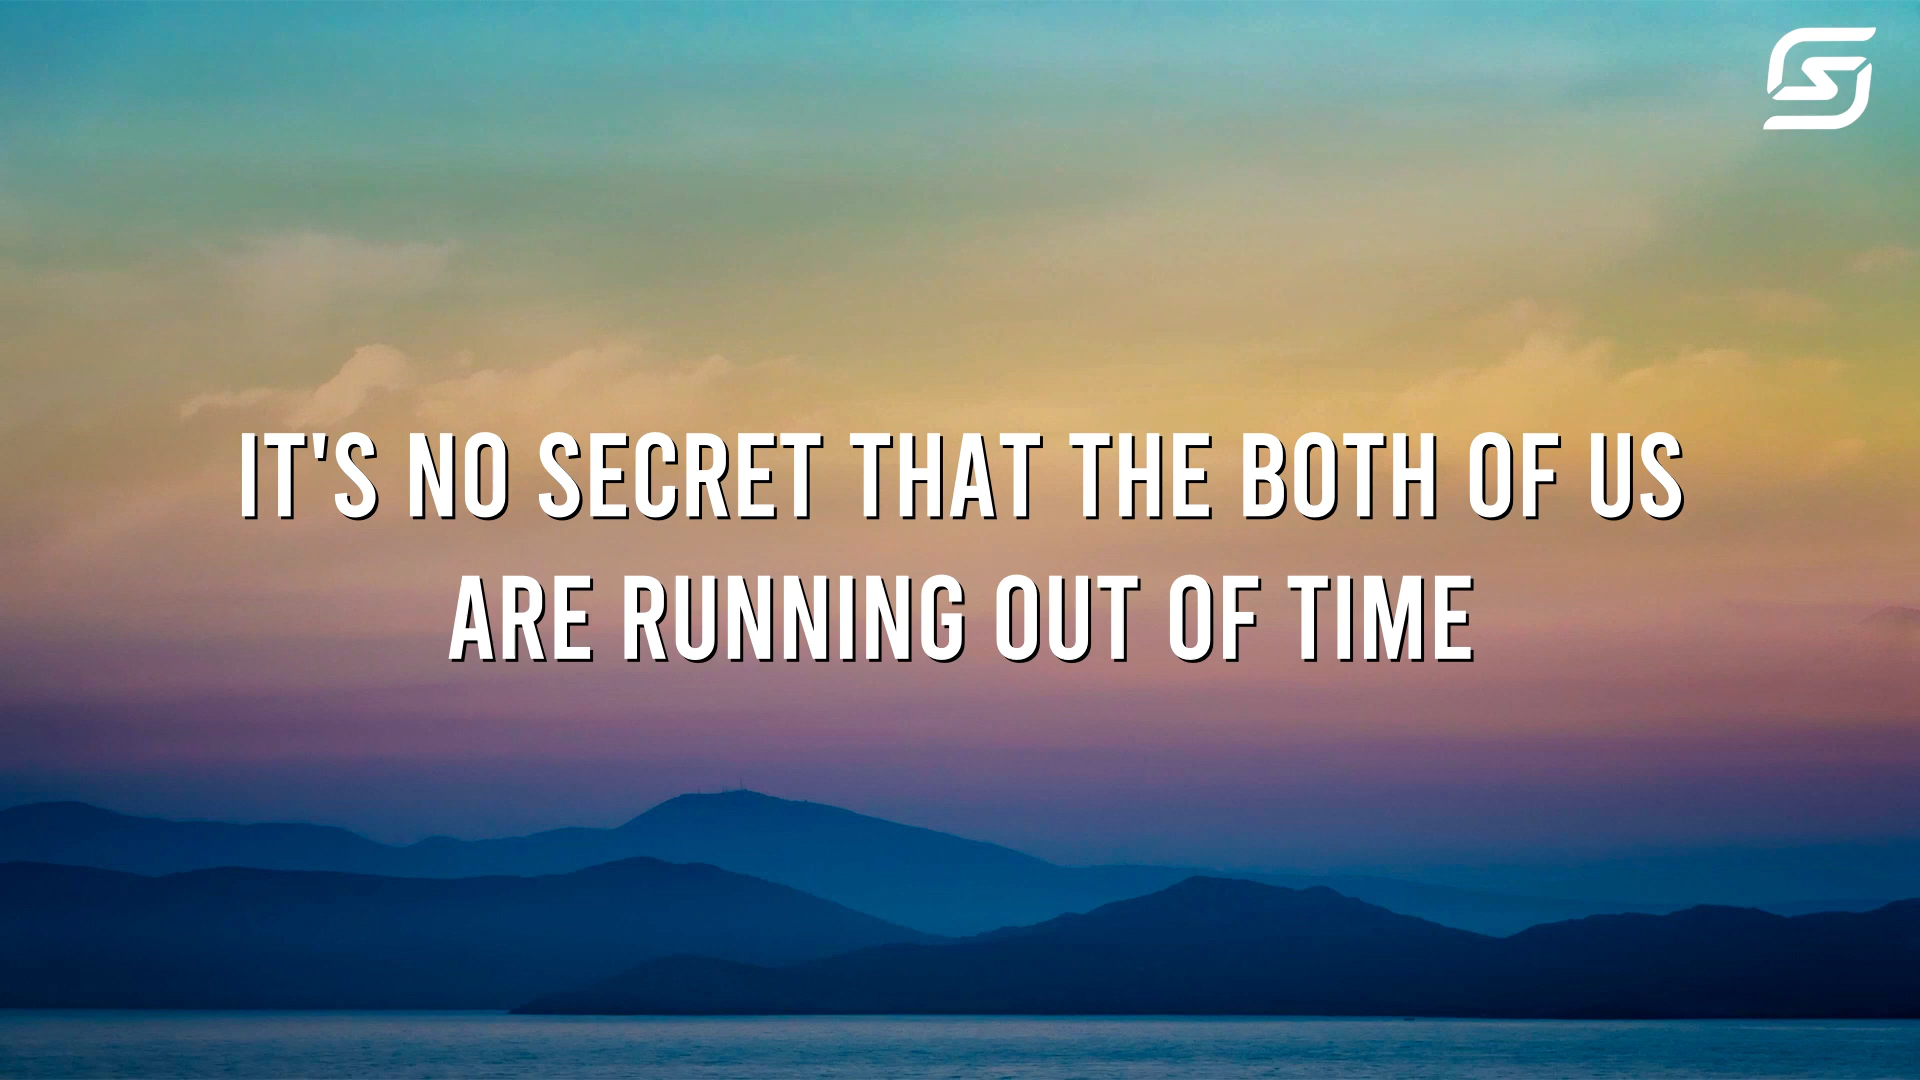 IT'S NO SECRET THAT THE BOTH OF US
ARE RUNNING OUT OF TIME